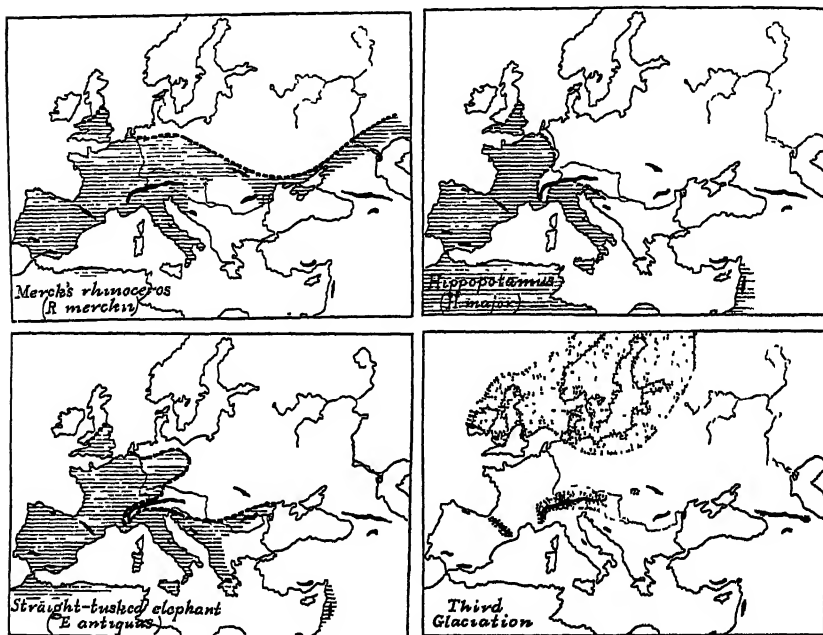 Merck's rhinoceros
(R merckii)
Hippopotamus
(H. major)
Straight-tusked elephant
(E antiquus)
Third
Glaciation